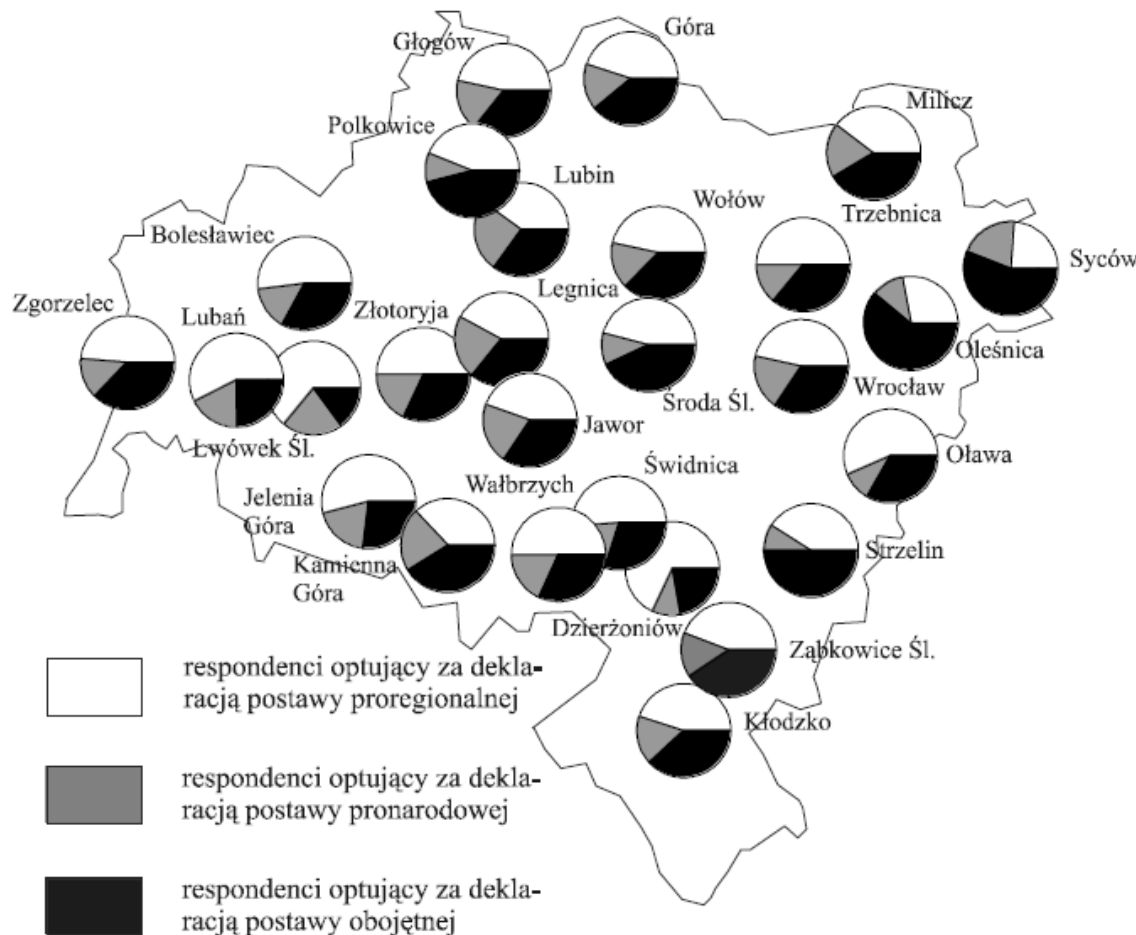 Góra
Głogów
Milicz
Polkowice
Lubin
Wołów
Trzebnica
Bolesławiec
Syców
Legnica
Zgorzelec
Lubań
Złotoryja
Oleśnica
Wrocław
Środa Śl.
Jawor
Lwówek Śl.
Oława
Świdnica
Wałbrzych
Jelenia
Góra
Strzelin
Kamienna
Góra
Dzierżoniów
Ząbkowice Śl.
Kłodzko
respondenci optujący za dekla-
racją postawy proregionalnej
respondenci optujący za dekla-
racją postawy pronarodowej
respondenci optujący za dekla-
racją postawy obojętnej